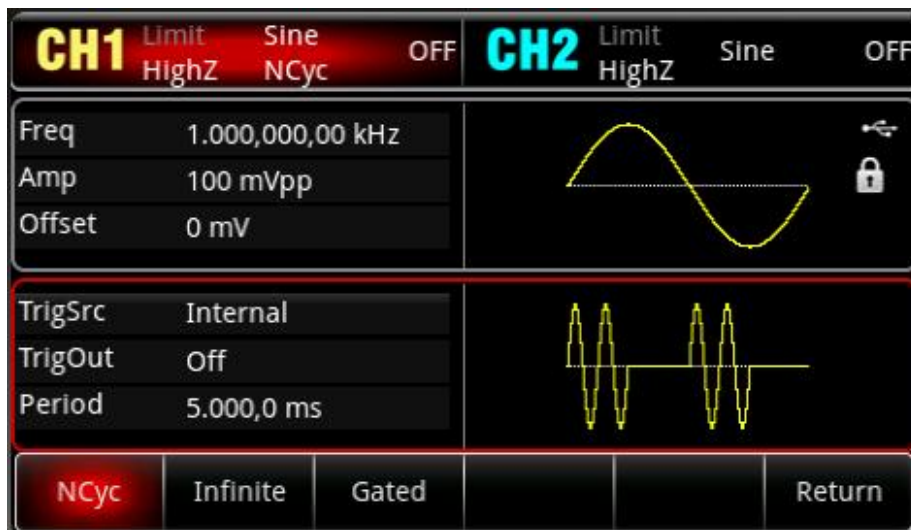 CH1 Limit Sine OFF CH2 Limit Sine OFF
HighZ NCyc HighZ
Freq 1.000,000,00 kHz
Amp 100 mVpp
Offset 0 mV
TrigSrc Internal
TrigOut Off
Period 5.000,0 ms
NCyc Infinite Gated Return